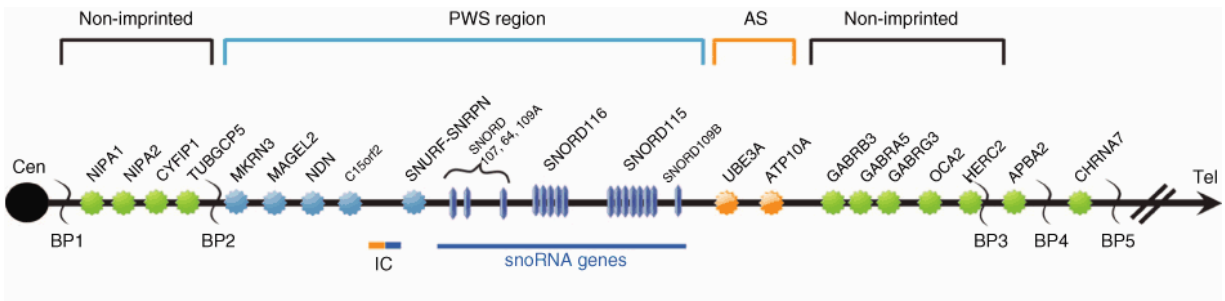 Non-imprinted
PWS region
AS
Non-imprinted
Cen
NIPA1
NIPA2
CYFIP1
TUBGCP5
MKRN3
MAGEL2
NDN
C15orf2
SNURF-SNRPN
SNORD
107, 64, 109A
SNORD116
SNORD115
SNORD109B
UBE3A
ATP10A
GABRB3
GABRA5
GABRG3
OCA2
HERC2
APBA2
CHRNA7
Tel
BP1
BP2
IC
snoRNA genes
BP3
BP4
BP5